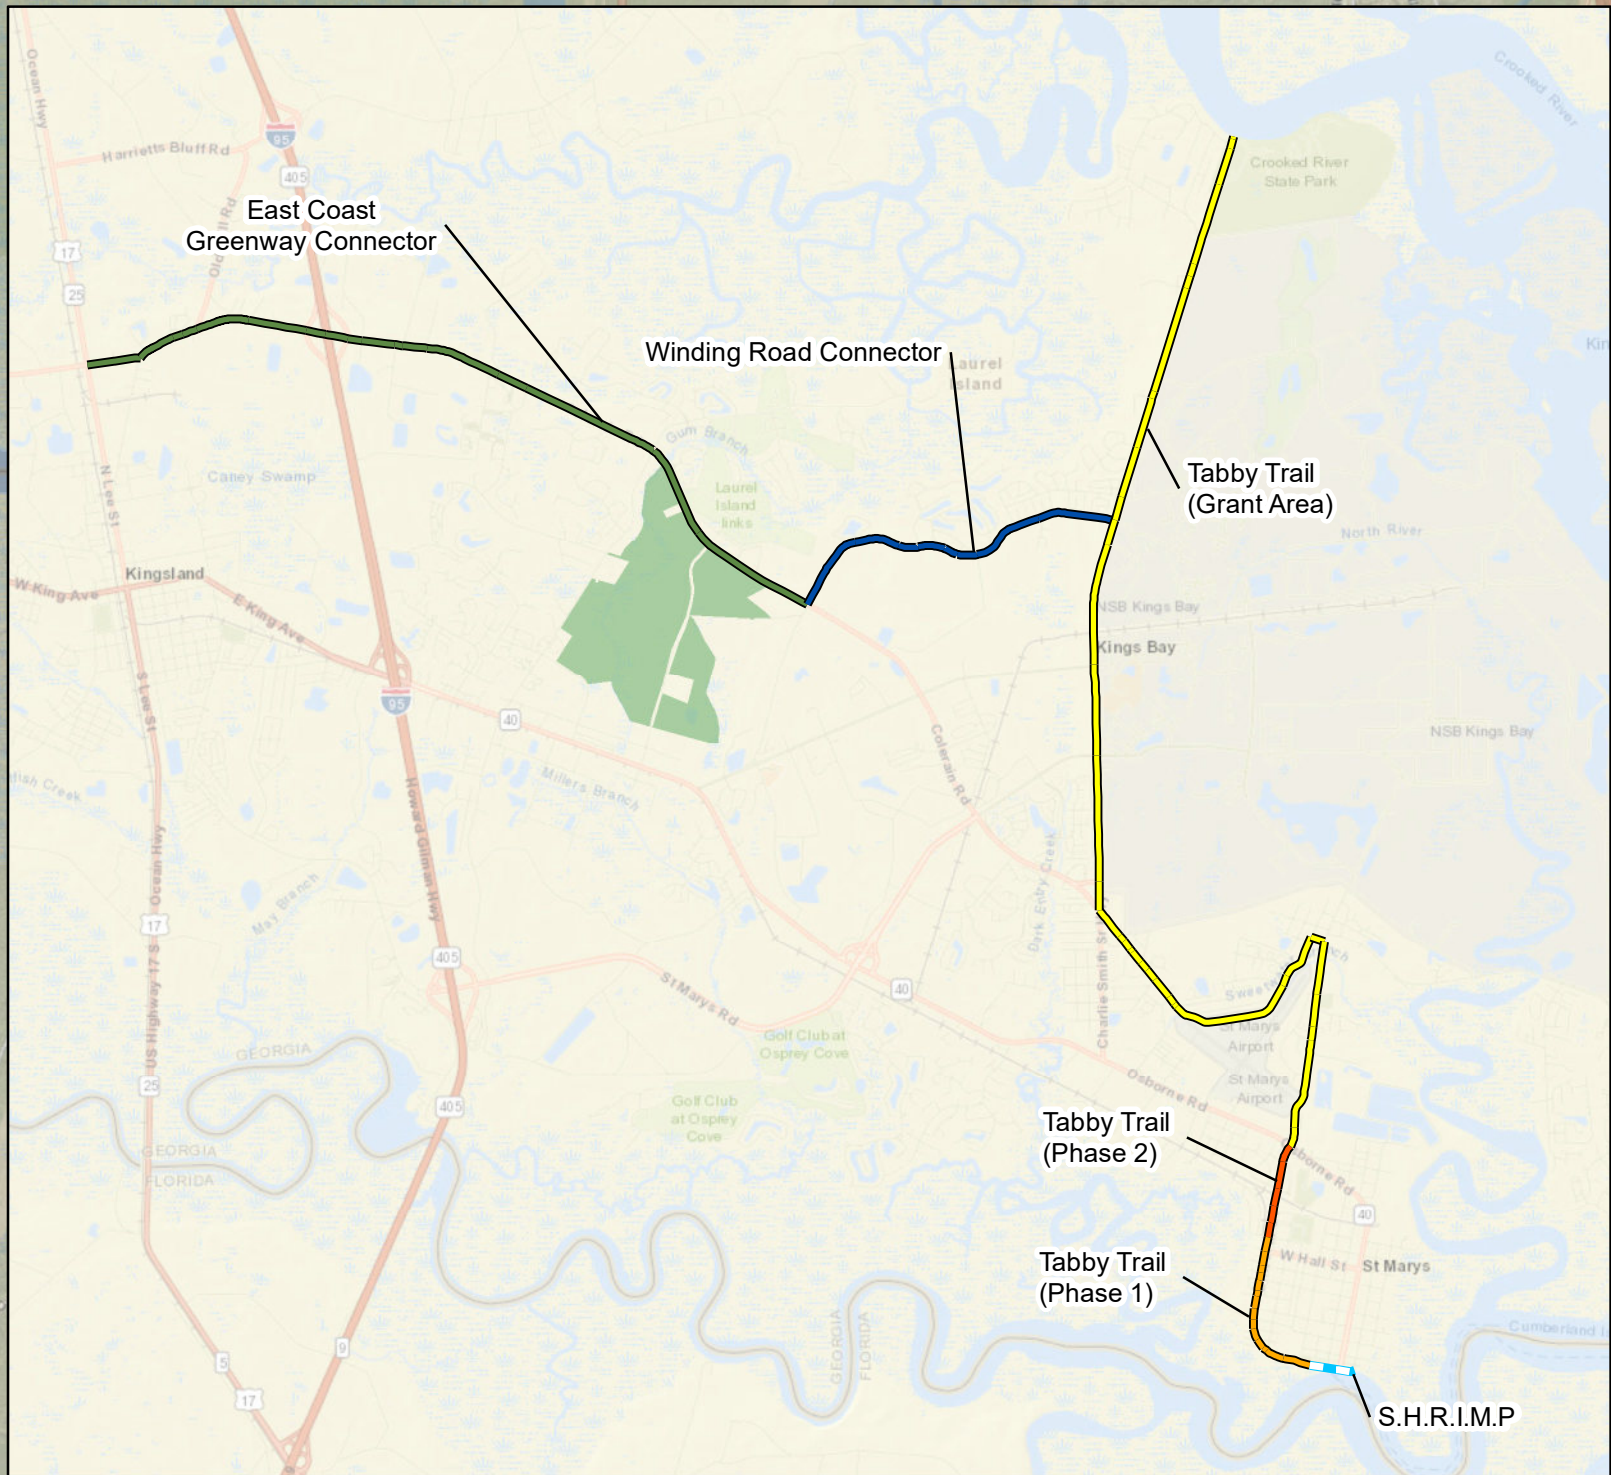 Ocean Hwy
Harrietts Bluff Rd
95
405
Crooked River
Crooked River
State Park
17
25
East Coast
Greenway Connector
Winding Road Connector
Laurel
Island
Tabby Trail
(Grant Area)
Gum Branch
Laurel
Island
links
Caney Swamp
N Lee St
North River
Kingsland
W King Ave
E King Ave
NSB Kings Bay
Kings Bay
S Lee St
95
40
NSB Kings Bay
Colerain Rd
Millers Branch
Howard Gilman Hwy
Ocean Hwy
May Branch
Dark Entry Creek
17
405
40
St Marys Rd
US Highway 17 S
Charlie Smith Sr
St Marys
Airport
Golf Club at
Osprey Cove
GEORGIA
St Marys
Airport
25
405
Osborne Rd
Golf Club
at Osprey
Cove
Tabby Trail
(Phase 2)
GEORGIA
FLORIDA
Osborne Rd
40
W Hall St
St Marys
Tabby Trail
(Phase 1)
GEORGIA
FLORIDA
Cumberland
9
5
17
S.H.R.I.M.P